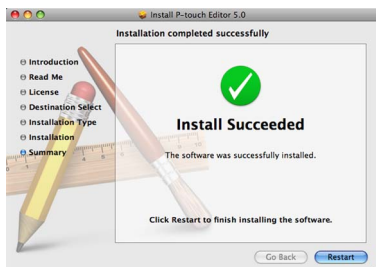 Install P-touch Editor 5.0
Installation completed successfully
Introduction
Read Me
License
Destination Select
Installation Type
Installation
Summary
Install Succeeded
The software was successfully installed.
Click Restart to finish installing the software.
Go Back
Restart